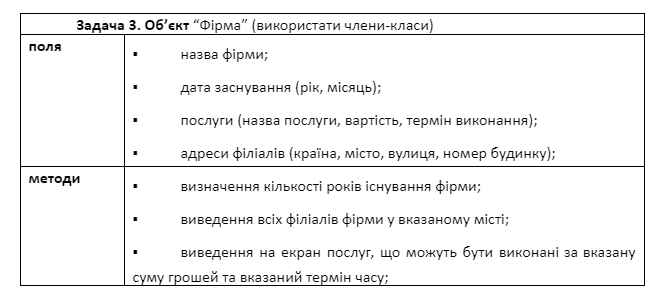 Задача 3. Об’єкт “Фірма” (використати члени-класи)
поля
▪ назва фірми;
▪ дата заснування (рік, місяць);
▪ послуги (назва послуги, вартість, термін виконання);
▪ адреси філіалів (країна, місто, вулиця, номер будинку);
методи
▪ визначення кількості років існування фірми;
▪ виведення всіх філіалів фірми у вказаному місті;
▪ виведення на екран послуг, що можуть бути виконані за вказану
суму грошей та вказаний термін часу;